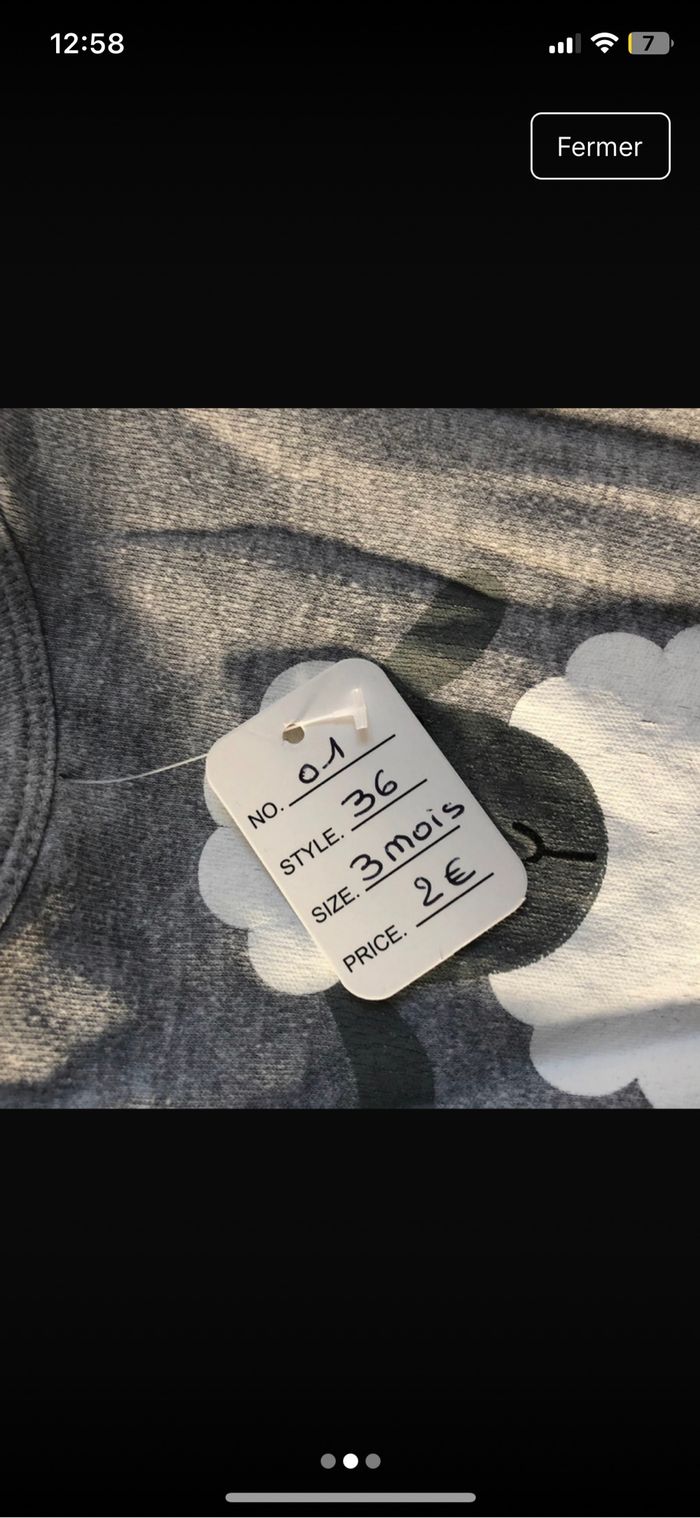 12:58
7
Fermer
NO. 01
STYLE. 36
SIZE. 3 mois
PRICE. 2€